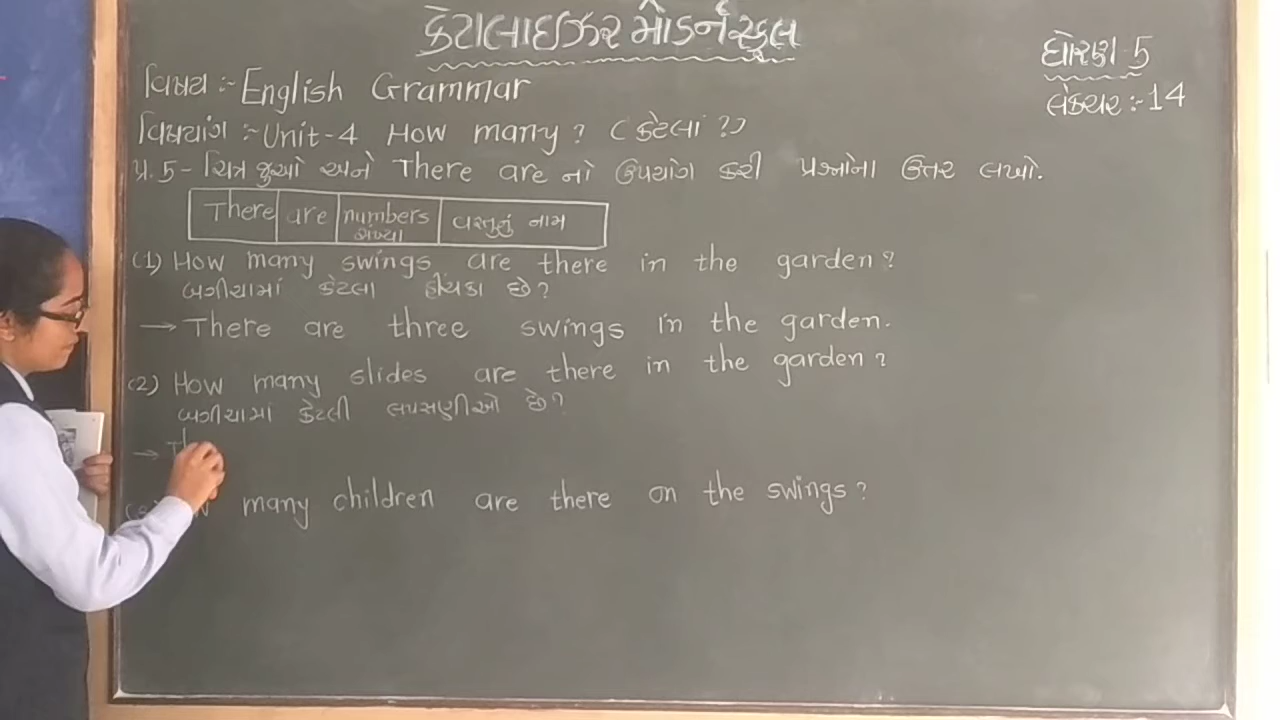 કેટાલાઇઝર મોડર્ન સ્કુલ
ધોરણ 5
વિષય :- English Grammar
લેક્ચર :- 14
વિષયાંગ :- Unit-4 How many? (કેટલાં ?)
પ્ર.5 - ચિત્ર જુઓ અને There are નો ઉપયોગ કરી પ્રશ્નોના ઉત્તર લખો.
There are numbers સંખ્યા વસ્તુનું નામ
(1) How many swings are there in the garden?
બગીચામાં કેટલા હીચકા છે?
→ There are three swings in the garden.
(2) How many slides are there in the garden?
બગીચામાં કેટલી લપસણીઓ છે?
→ Th
many children are there on the swings?